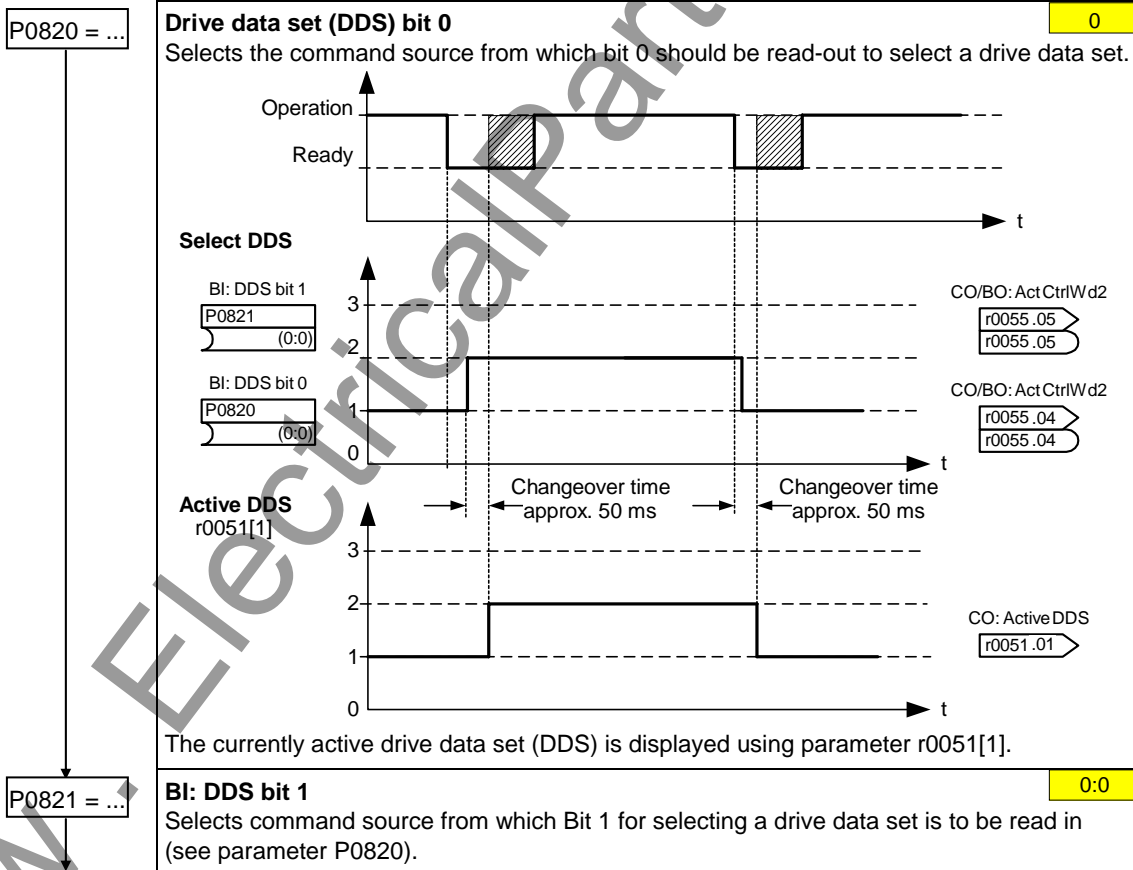 P0820 = ...
Drive data set (DDS) bit 0
0
Selects the command source from which bit 0 should be read-out to select a drive data set.
Operation
Ready
t
Select DDS
BI: DDS bit 1
P0821
(0:0)
BI: DDS bit 0
P0820
(0:0)
3
2
1
0
t
CO/BO: Act CtrlWd2
r0055 .05
r0055 .05
CO/BO: Act CtrlWd2
r0055 .04
r0055 .04
Changeover time
approx. 50 ms
Changeover time
approx. 50 ms
Active DDS
r0051[1]
3
2
1
0
t
CO: Active DDS
r0051 .01
The currently active drive data set (DDS) is displayed using parameter r0051[1].
P0821 = ...
BI: DDS bit 1
0:0
Selects command source from which Bit 1 for selecting a drive data set is to be read in
(see parameter P0820).
w . ElectricalPar